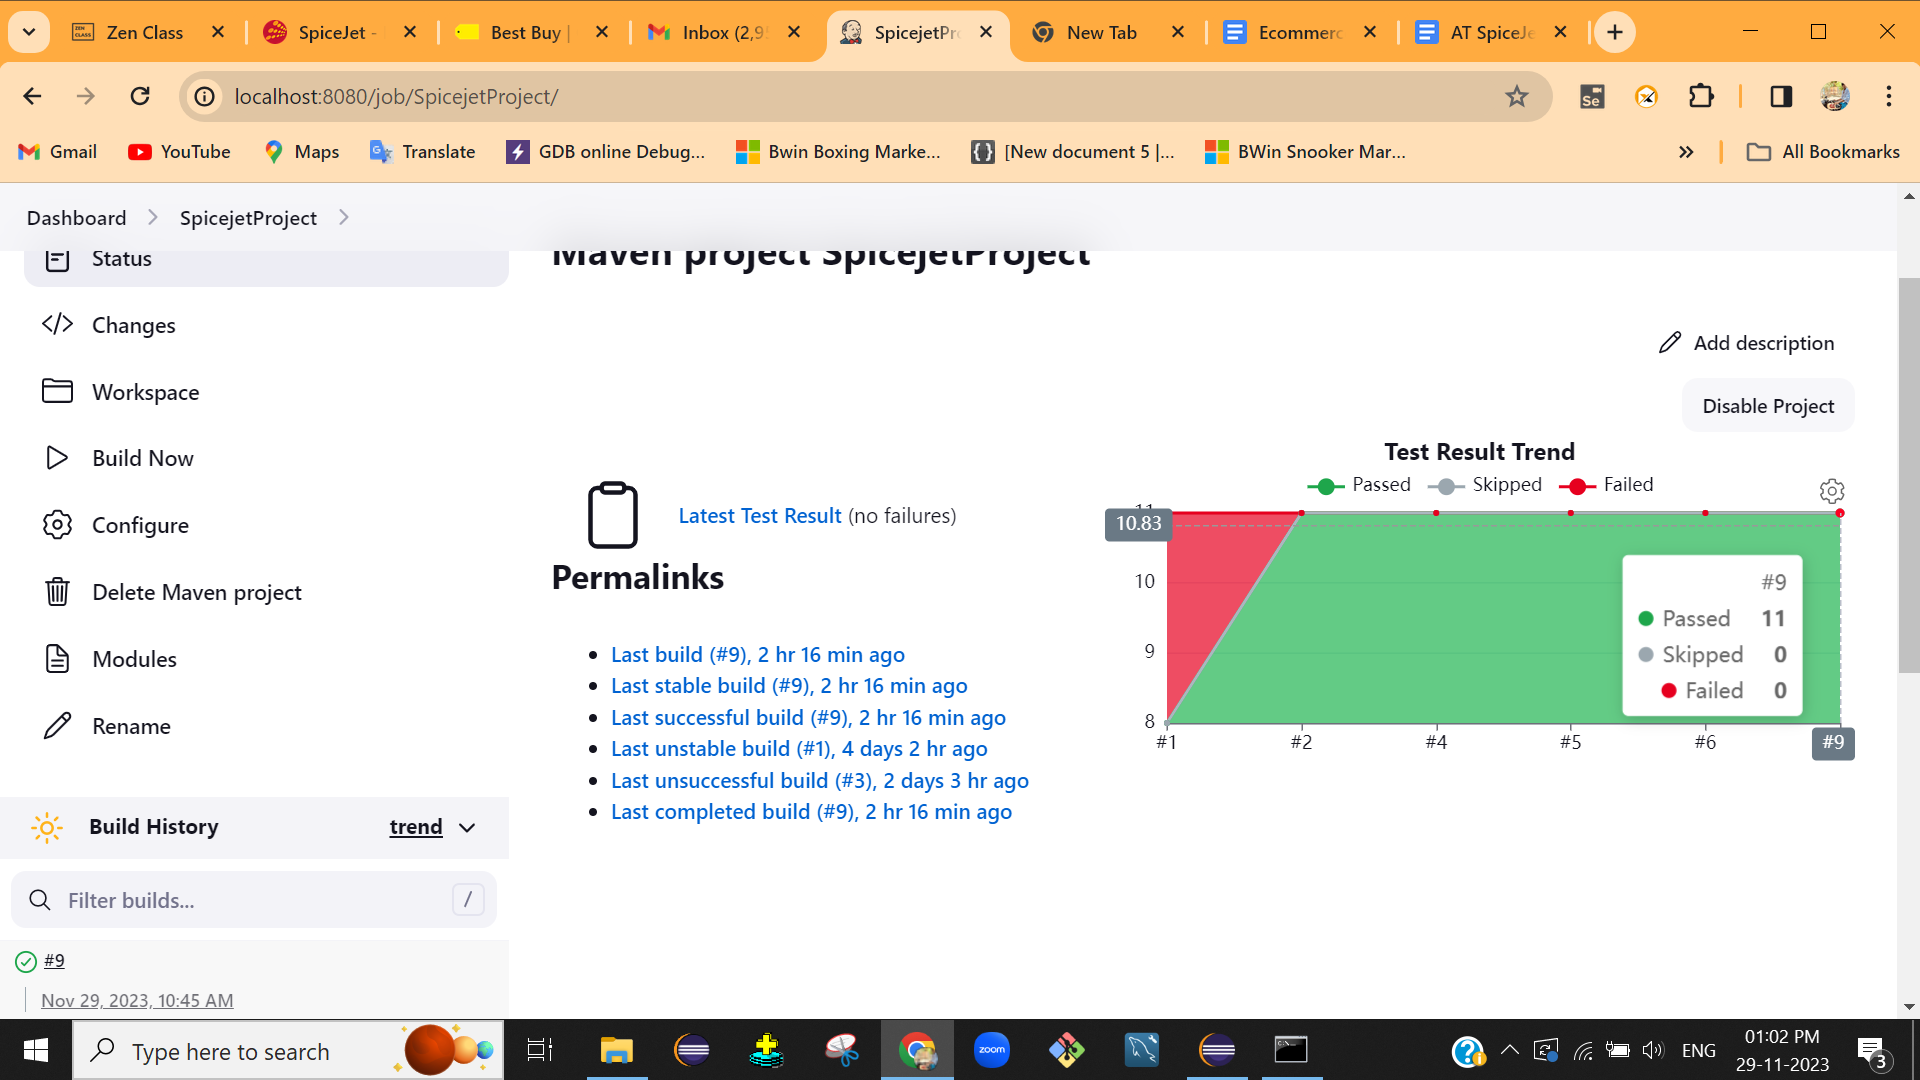 Zen Class
SpiceJet -
Best Buy |
Inbox (2,9
SpicejetPr
New Tab
Ecommerc
AT SpiceJe
localhost:8080/job/SpicejetProject/
Se
Gmail
YouTube
Maps
Translate
GDB online Debug...
Bwin Boxing Marke...
[New document 5 |...
BWin Snooker Mar...
All Bookmarks
Dashboard
SpicejetProject
Status
Changes
Workspace
Build Now
Configure
Delete Maven project
Modules
Rename
Build History
trend
Filter builds...
/
#9
Nov 29, 2023, 10:45 AM
Maven project SpicejetProject
Add description
Disable Project
Latest Test Result (no failures)
Permalinks
Last build (#9), 2 hr 16 min ago
Last stable build (#9), 2 hr 16 min ago
Last successful build (#9), 2 hr 16 min ago
Last unstable build (#1), 4 days 2 hr ago
Last unsuccessful build (#3), 2 days 3 hr ago
Last completed build (#9), 2 hr 16 min ago
Test Result Trend
Passed
Skipped
Failed
11
10.83
10
9
8
#1
#2
#4
#5
#6
#9
#9
Passed 11
Skipped 0
Failed 0
Type here to search
zoom
ENG
01:02 PM
29-11-2023
3